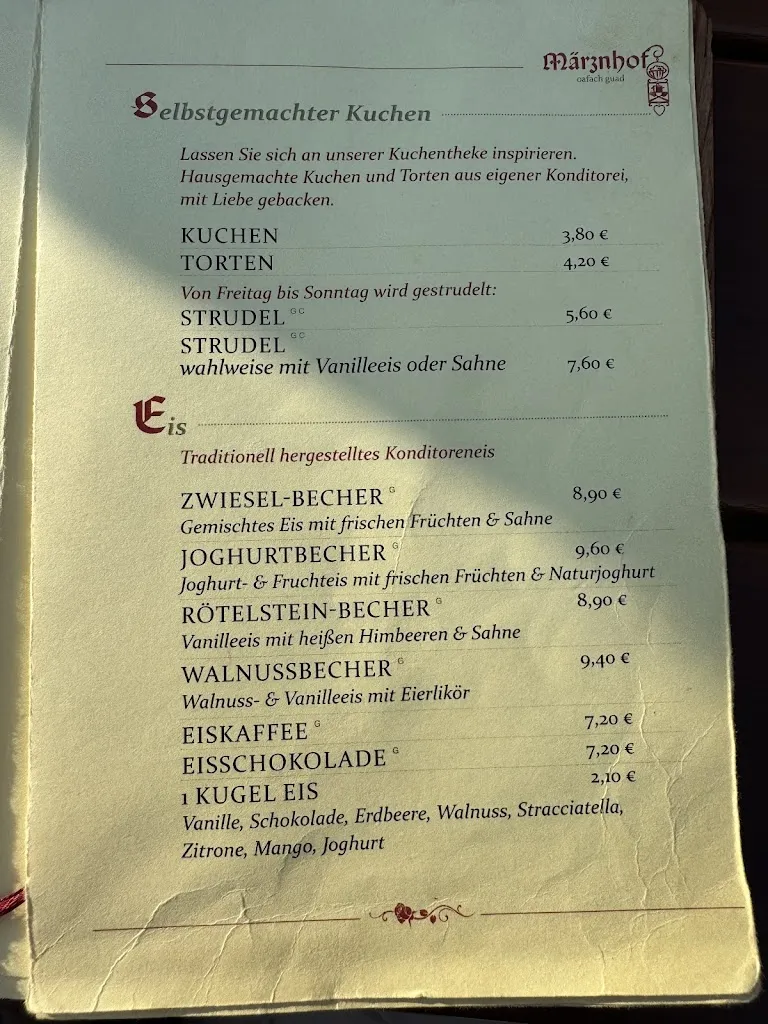 Märznhof
oafach guad
Selbstgemachter Kuchen
Lassen Sie sich an unserer Kuchentheke inspirieren.
Hausgemachte Kuchen und Torten aus eigener Konditorei,
mit Liebe gebacken.
KUCHEN 3,80 €
TORTEN 4,20 €
Von Freitag bis Sonntag wird gestrudelt:
STRUDEL G C 5,60 €
STRUDEL G C
wahlweise mit Vanilleeis oder Sahne 7,60 €
Eis
Traditionell hergestelltes Konditoreneis
ZWIESEL-BECHER G 8,90 €
Gemischtes Eis mit frischen Früchten & Sahne
JOGHURTBECHER G 9,60 €
Joghurt- & Fruchteis mit frischen Früchten & Naturjoghurt
RÖTELSTEIN-BECHER G 8,90 €
Vanilleeis mit heißen Himbeeren & Sahne
WALNUSSBECHER G 9,40 €
Walnuss- & Vanilleeis mit Eierlikör
EISKAFFEE G 7,20 €
EISSCHOKOLADE G 7,20 €
1 KUGEL EIS 2,10 €
Vanille, Schokolade, Erdbeere, Walnuss, Stracciatella,
Zitrone, Mango, Joghurt